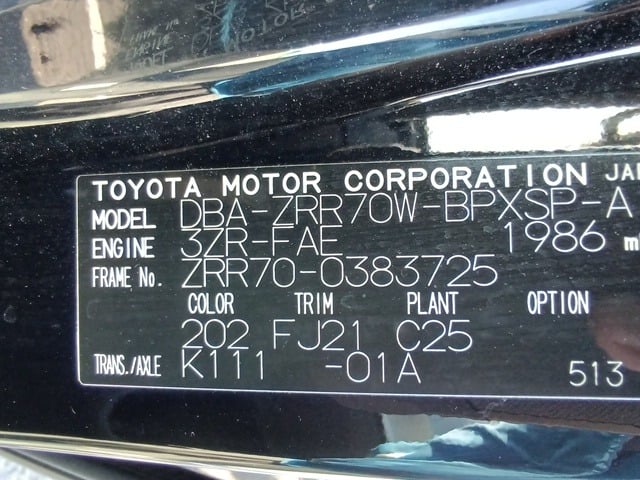 TOYOTA MOTOR CORPORATION JA
MODEL DBA-ZRR70W-BPXSP-A
ENGINE 3ZR-FAE 1986 m
FRAME No. ZRR70-0383725
COLOR TRIM PLANT OPTION
202 FJ21 C25
TRANS./AXLE K111 -01A 513